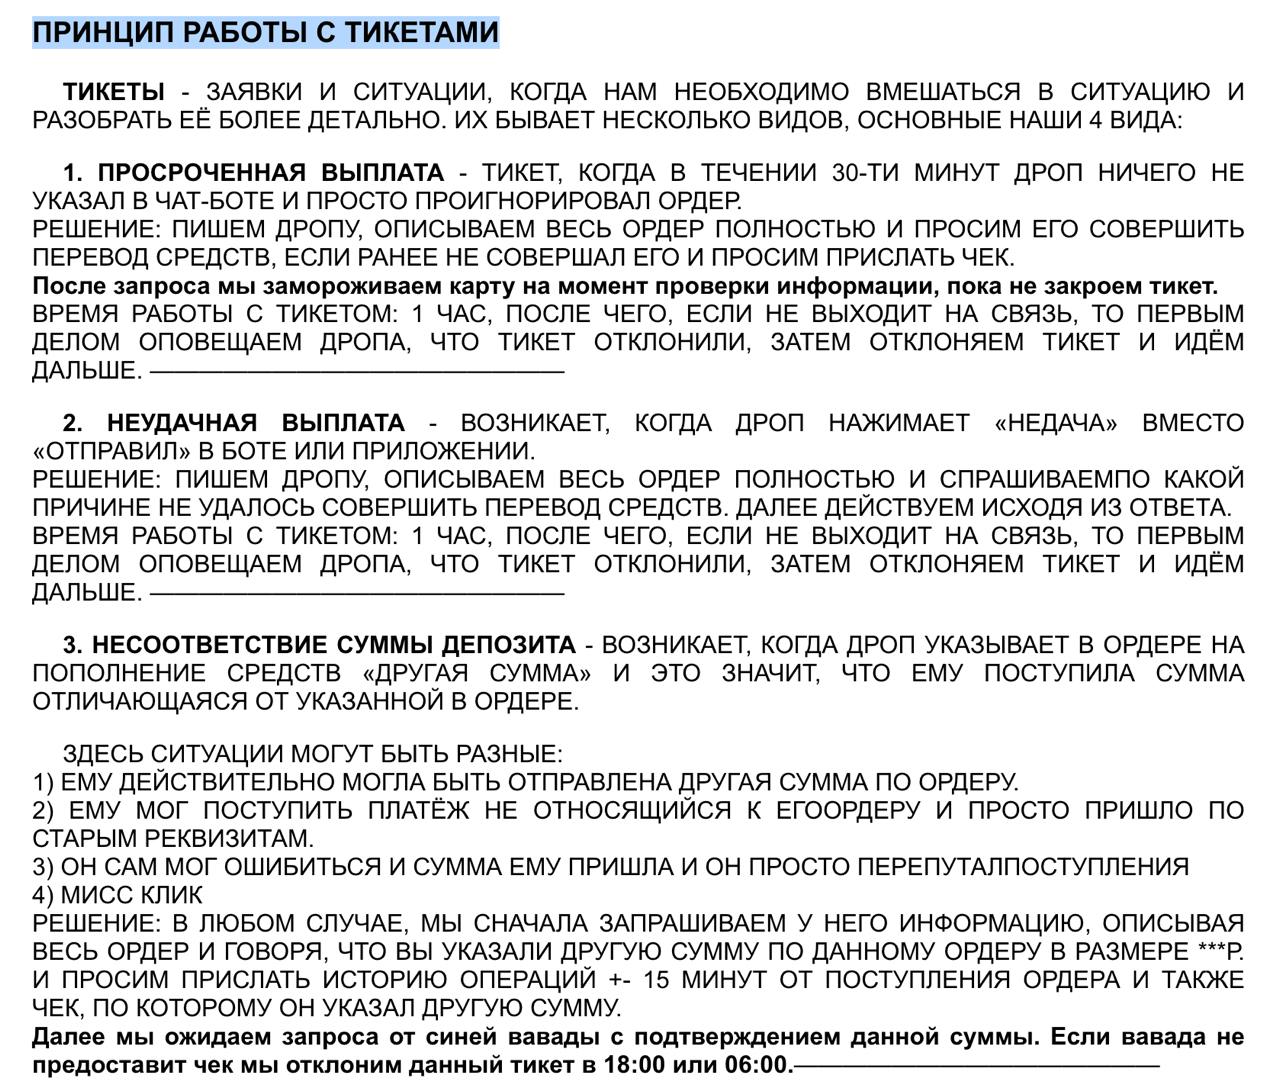 ПРИНЦИП РАБОТЫ С ТИКЕТАМИ
ТИКЕТЫ - ЗАЯВКИ И СИТУАЦИИ, КОГДА НАМ НЕОБХОДИМО ВМЕШАТЬСЯ В СИТУАЦИЮ И
РАЗОБРАТЬ ЕЁ БОЛЕЕ ДЕТАЛЬНО. ИХ БЫВАЕТ НЕСКОЛЬКО ВИДОВ, ОСНОВНЫЕ НАШИ 4 ВИДА:
1. ПРОСРОЧЕННАЯ ВЫПЛАТА - ТИКЕТ, КОГДА В ТЕЧЕНИИ 30-ТИ МИНУТ ДРОП НИЧЕГО НЕ
УКАЗАЛ В ЧАТ-БОТЕ И ПРОСТО ПРОИГНОРИРОВАЛ ОРДЕР.
РЕШЕНИЕ: ПИШЕМ ДРОПУ, ОПИСЫВАЕМ ВЕСЬ ОРДЕР ПОЛНОСТЬЮ И ПРОСИМ ЕГО СОВЕРШИТЬ
ПЕРЕВОД СРЕДСТВ, ЕСЛИ РАНЕЕ НЕ СОВЕРШАЛ ЕГО И ПРОСИМ ПРИСЛАТЬ ЧЕК.
После запроса мы замороживаем карту на момент проверки информации, пока не закроем тикет.
ВРЕМЯ РАБОТЫ С ТИКЕТОМ: 1 ЧАС, ПОСЛЕ ЧЕГО, ЕСЛИ НЕ ВЫХОДИТ НА СВЯЗЬ, ТО ПЕРВЫМ
ДЕЛОМ ОПОВЕЩАЕМ ДРОПА, ЧТО ТИКЕТ ОТКЛОНИЛИ, ЗАТЕМ ОТКЛОНЯЕМ ТИКЕТ И ИДЁМ
ДАЛЬШЕ. —————————————————
2. НЕУДАЧНАЯ ВЫПЛАТА - ВОЗНИКАЕТ, КОГДА ДРОП НАЖИМАЕТ «НЕДАЧА» ВМЕСТО
«ОТПРАВИЛ» В БОТЕ ИЛИ ПРИЛОЖЕНИИ.
РЕШЕНИЕ: ПИШЕМ ДРОПУ, ОПИСЫВАЕМ ВЕСЬ ОРДЕР ПОЛНОСТЬЮ И СПРАШИВАЕМПО КАКОЙ
ПРИЧИНЕ НЕ УДАЛОСЬ СОВЕРШИТЬ ПЕРЕВОД СРЕДСТВ. ДАЛЕЕ ДЕЙСТВУЕМ ИСХОДЯ ИЗ ОТВЕТА.
ВРЕМЯ РАБОТЫ С ТИКЕТОМ: 1 ЧАС, ПОСЛЕ ЧЕГО, ЕСЛИ НЕ ВЫХОДИТ НА СВЯЗЬ, ТО ПЕРВЫМ
ДЕЛОМ ОПОВЕЩАЕМ ДРОПА, ЧТО ТИКЕТ ОТКЛОНИЛИ, ЗАТЕМ ОТКЛОНЯЕМ ТИКЕТ И ИДЁМ
ДАЛЬШЕ. —————————————————
3. НЕСООТВЕТСТВИЕ СУММЫ ДЕПОЗИТА - ВОЗНИКАЕТ, КОГДА ДРОП УКАЗЫВАЕТ В ОРДЕРЕ НА
ПОПОЛНЕНИЕ СРЕДСТВ «ДРУГАЯ СУММА» И ЭТО ЗНАЧИТ, ЧТО ЕМУ ПОСТУПИЛА СУММА
ОТЛИЧАЮЩАЯСЯ ОТ УКАЗАННОЙ В ОРДЕРЕ.
ЗДЕСЬ СИТУАЦИИ МОГУТ БЫТЬ РАЗНЫЕ:
1) ЕМУ ДЕЙСТВИТЕЛЬНО МОГЛА БЫТЬ ОТПРАВЛЕНА ДРУГАЯ СУММА ПО ОРДЕРУ.
2) ЕМУ МОГ ПОСТУПИТЬ ПЛАТЁЖ НЕ ОТНОСЯЩИЙСЯ К ЕГООРДЕРУ И ПРОСТО ПРИШЛО ПО
СТАРЫМ РЕКВИЗИТАМ.
3) ОН САМ МОГ ОШИБИТЬСЯ И СУММА ЕМУ ПРИШЛА И ОН ПРОСТО ПЕРЕПУТАЛПОСТУПЛЕНИЯ
4) МИСС КЛИК
РЕШЕНИЕ: В ЛЮБОМ СЛУЧАЕ, МЫ СНАЧАЛА ЗАПРАШИВАЕМ У НЕГО ИНФОРМАЦИЮ, ОПИСЫВАЯ
ВЕСЬ ОРДЕР И ГОВОРЯ, ЧТО ВЫ УКАЗАЛИ ДРУГУЮ СУММУ ПО ДАННОМУ ОРДЕРУ В РАЗМЕРЕ ***Р.
И ПРОСИМ ПРИСЛАТЬ ИСТОРИЮ ОПЕРАЦИЙ +- 15 МИНУТ ОТ ПОСТУПЛЕНИЯ ОРДЕРА И ТАКЖЕ
ЧЕК, ПО КОТОРОМУ ОН УКАЗАЛ ДРУГУЮ СУММУ.
Далее мы ожидаем запроса от синей вавады с подтверждением данной суммы. Если вавада не
предоставит чек мы отклоним данный тикет в 18:00 или 06:00.———————————————